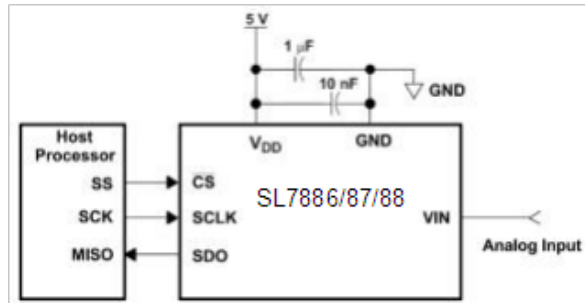 5 V
1 µF
10 nF
GND
Host
Processor
VDD
GND
SS
CS
SL7886/87/88
SCK
SCLK
VIN
MISO
SDO
Analog Input